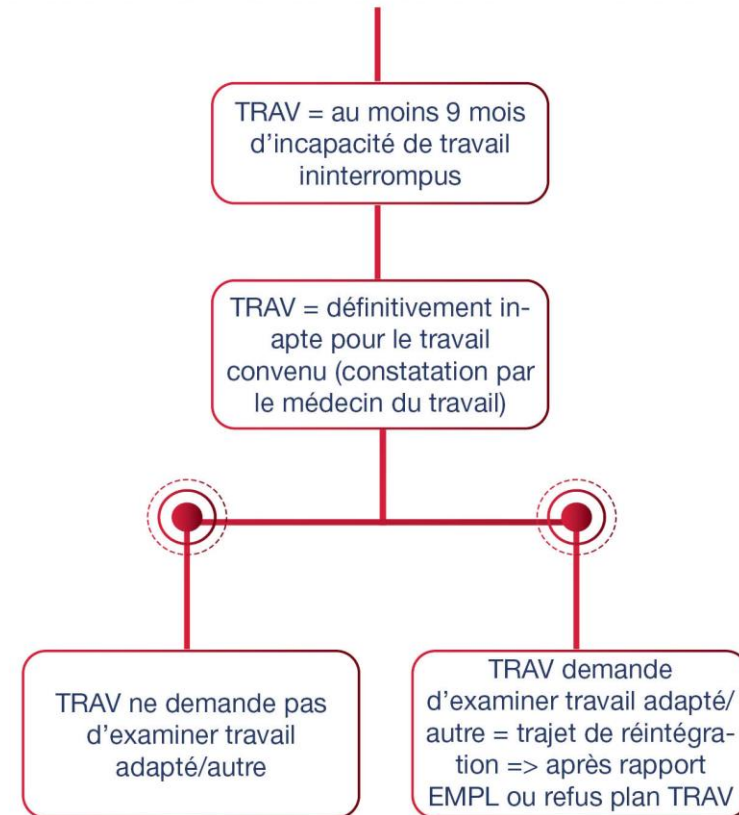 TRAV = au moins 9 mois
d'incapacité de travail
ininterrompus
TRAV = définitivement in-
apte pour le travail
convenu (constatation par
le médecin du travail)
TRAV ne demande pas
d'examiner travail
adapté/autre
TRAV demande
d'examiner travail adapté/
autre = trajet de réintégra-
tion => après rapport
EMPL ou refus plan TRAV